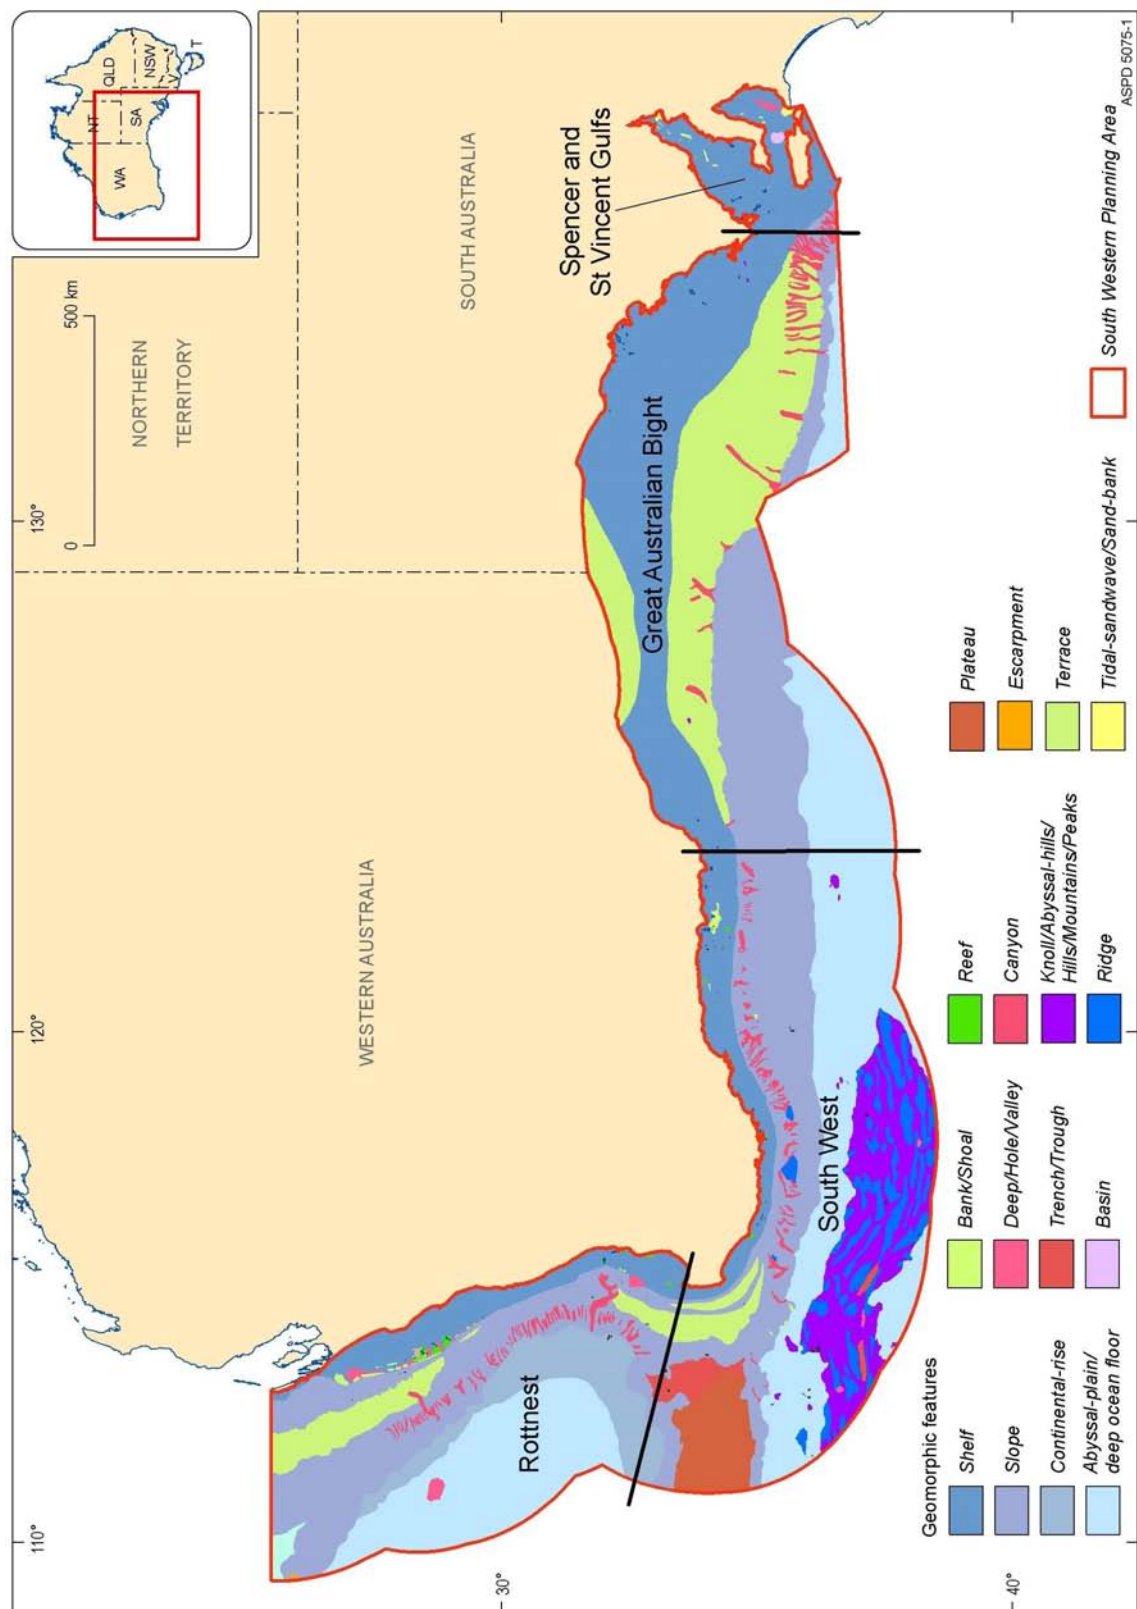 110°
120°
130°
30°
40°
0
500 km
NORTHERN
TERRITORY
WESTERN AUSTRALIA
SOUTH AUSTRALIA
WA
NT
QLD
SA
NSW
V
T
Rottnest
South West
Great Australian Bight
Spencer and
St Vincent Gulfs
Geomorphic features
Shelf
Slope
Continental-rise
Abyssal-plain/
deep ocean floor
Bank/Shoal
Deep/Hole/Valley
Trench/Trough
Basin
Reef
Canyon
Knoll/Abyssal-hills/
Hills/Mountains/Peaks
Ridge
Plateau
Escarpment
Terrace
Tidal-sandwave/Sand-bank
South Western Planning Area
ASPD 5075-1